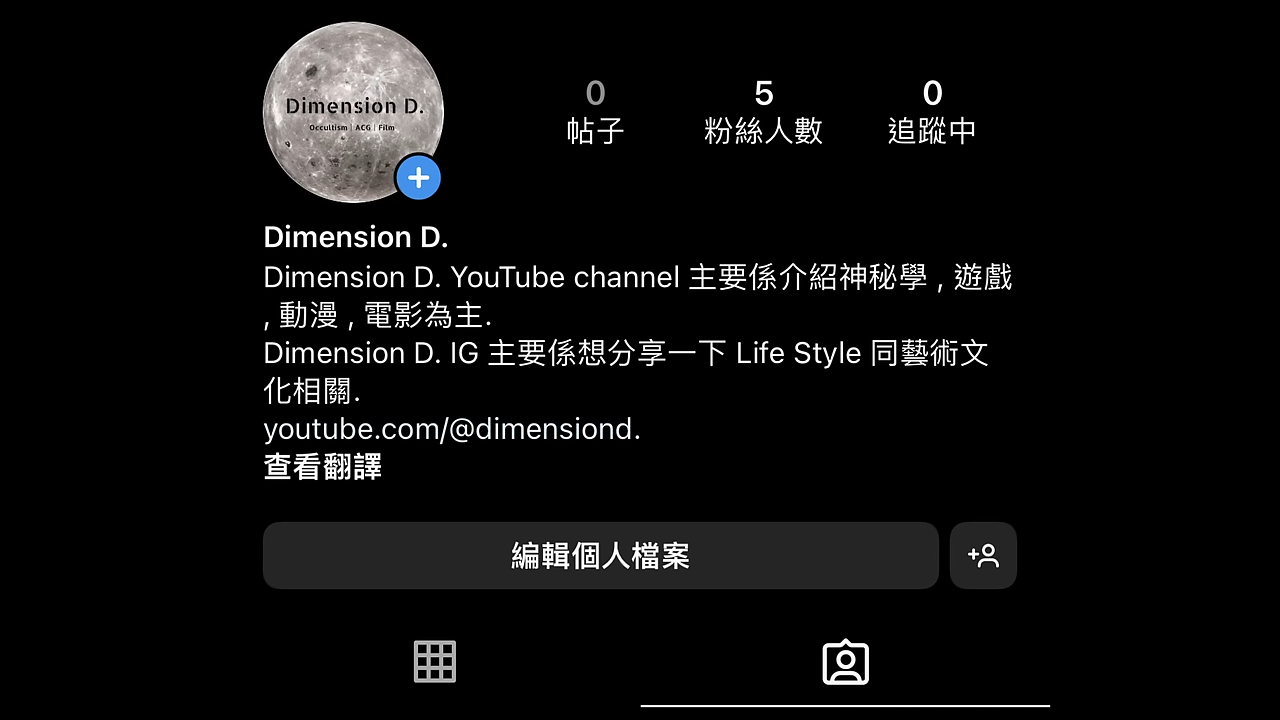 Dimension D.
Occultism | ACG | Film
0
帖子
5
粉絲人數
0
追蹤中
Dimension D.
Dimension D. YouTube channel 主要係介紹神秘學 , 遊戲
, 動漫 , 電影為主.
Dimension D. IG 主要係想分享一下 Life Style 同藝術文
化相關.
youtube.com/@dimensiond.
查看翻譯
編輯個人檔案